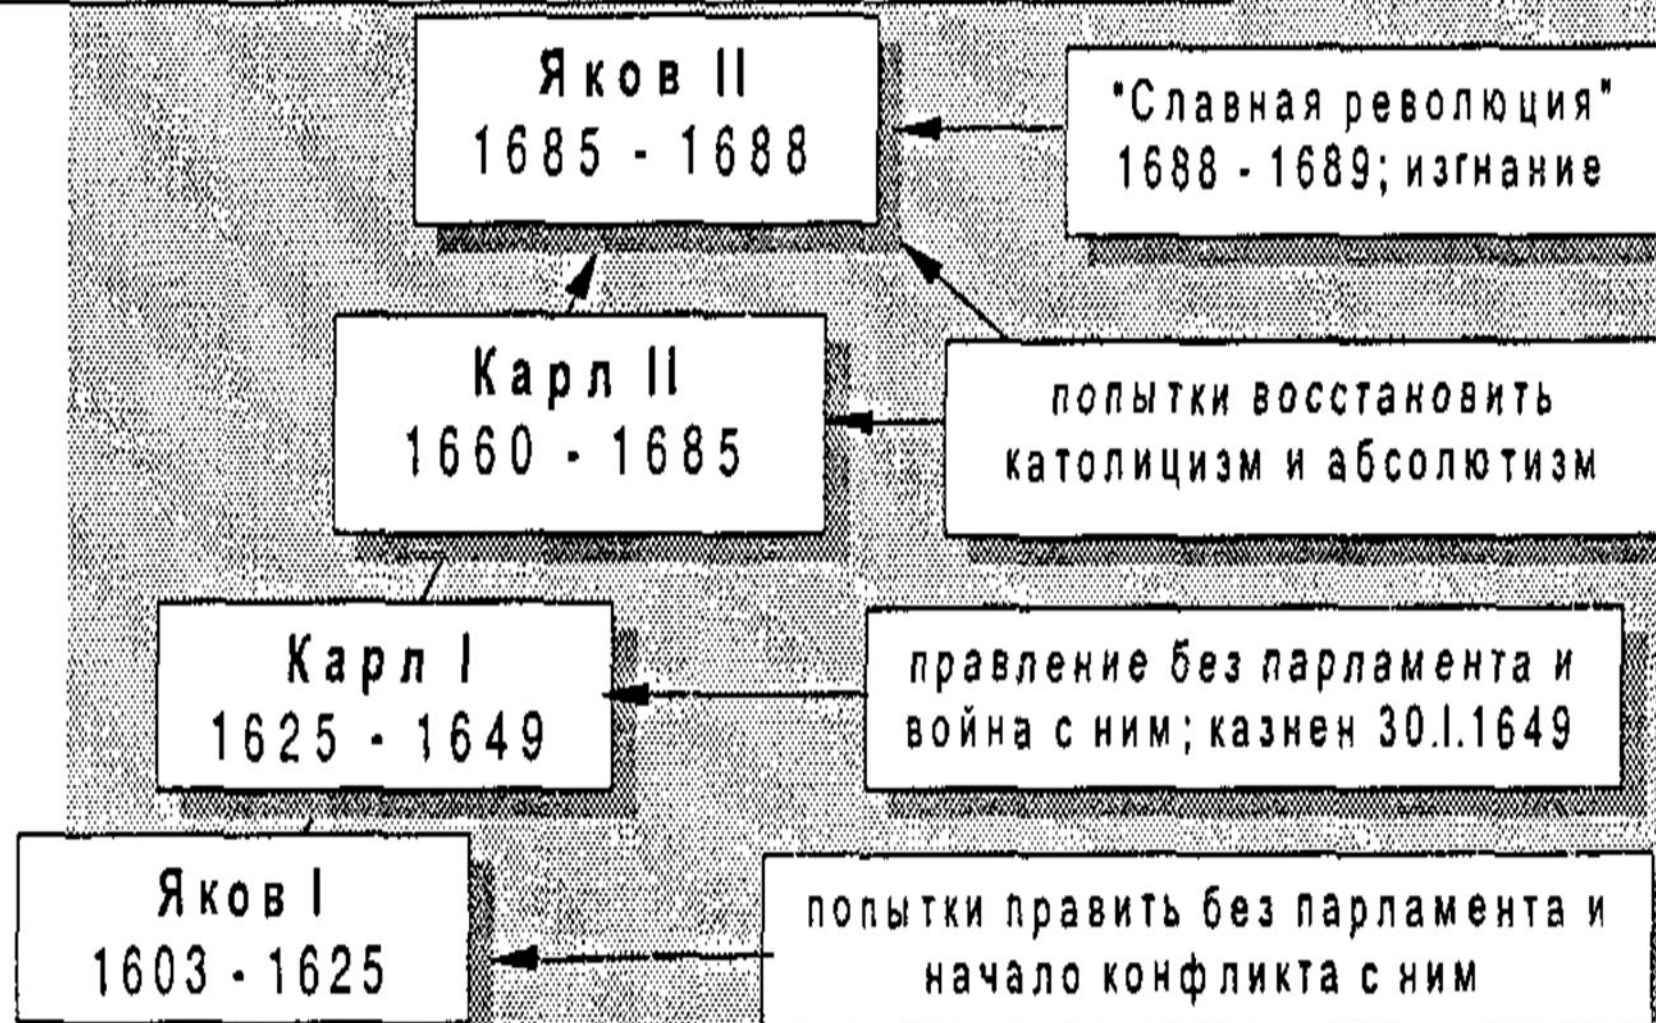 Яков II
1685 - 1688
"Славная революция"
1688 - 1689; изгнание
Карл II
1660 - 1685
попытки восстановить
католицизм и абсолютизм
Карл I
1625 - 1649
правление без парламента и
война с ним; казнен 30.I.1649
Яков I
1603 - 1625
попытки править без парламента и
начало конфликта с ним